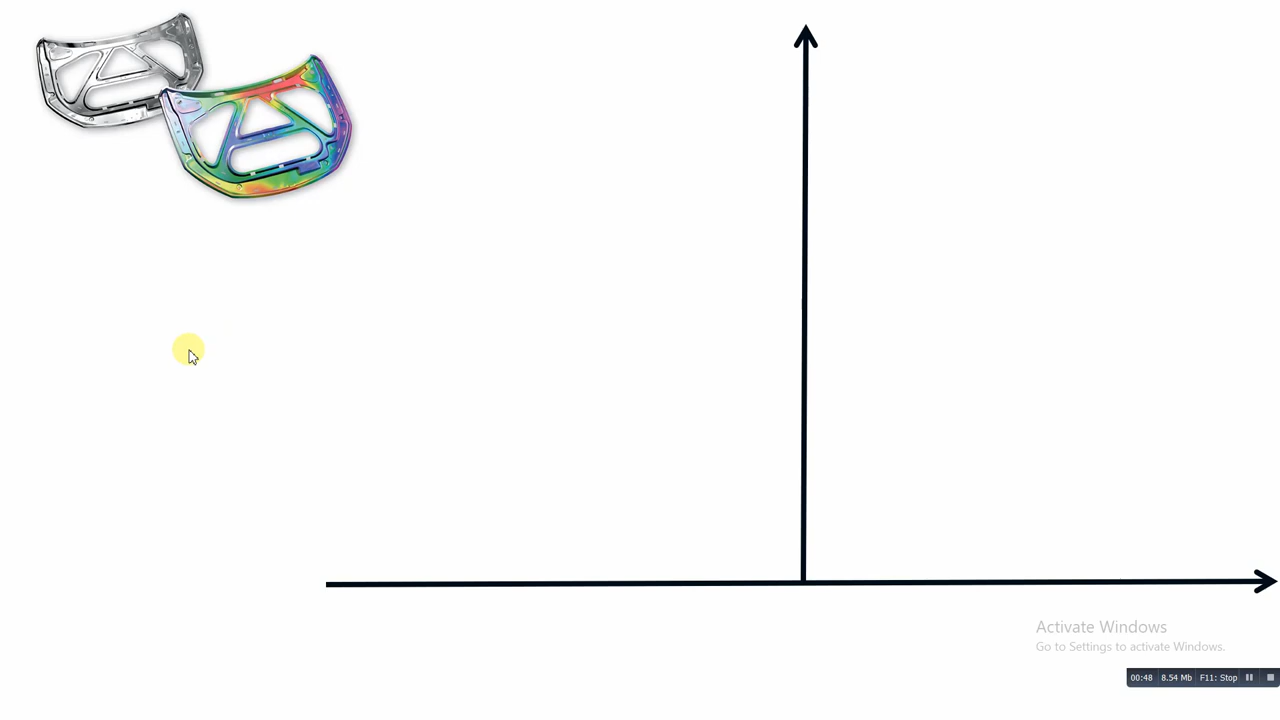 Activate Windows
Go to Settings to activate Windows.
00:48 8.54 Mb F11: Stop